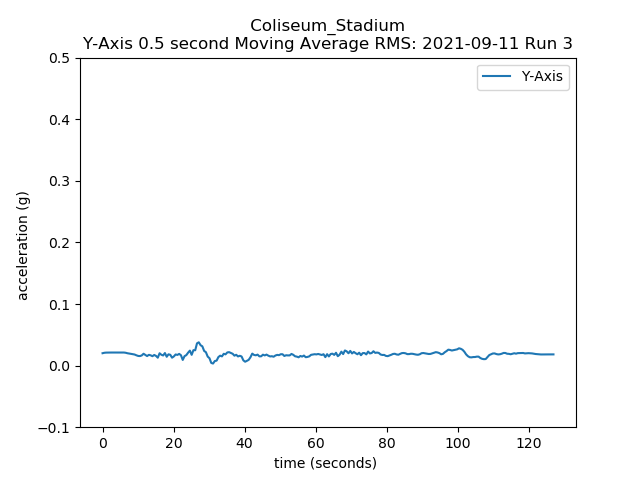 Coliseum_Stadium
Y-Axis 0.5 second Moving Average RMS: 2021-09-11 Run 3
Y-Axis
0.5
0.4
0.3
0.2
0.1
0.0
−0.1
acceleration (g)
0 20 40 60 80 100 120
time (seconds)